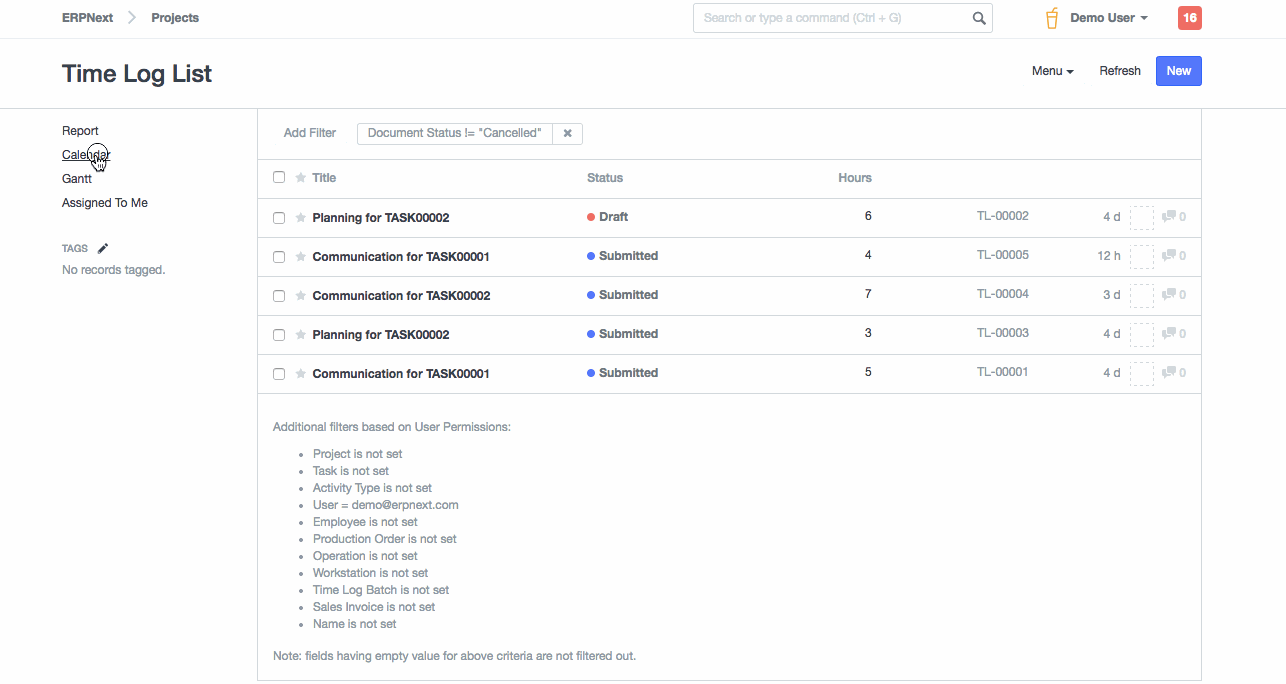 ERPNext Projects Search or type a command (Ctrl + G) Demo User 16
Time Log List Menu Refresh New
Report
Calendar
Gantt
Assigned To Me
TAGS
No records tagged.
Add Filter Document Status != "Cancelled" ×
Title Status Hours
Planning for TASK00002 Draft 6 TL-00002 4 d 0
Communication for TASK00001 Submitted 4 TL-00005 12 h 0
Communication for TASK00002 Submitted 7 TL-00004 3 d 0
Planning for TASK00002 Submitted 3 TL-00003 4 d 0
Communication for TASK00001 Submitted 5 TL-00001 4 d 0
Additional filters based on User Permissions:
• Project is not set
• Task is not set
• Activity Type is not set
• User = demo@erpnext.com
• Employee is not set
• Production Order is not set
• Operation is not set
• Workstation is not set
• Time Log Batch is not set
• Sales Invoice is not set
• Name is not set
Note: fields having empty value for above criteria are not filtered out.